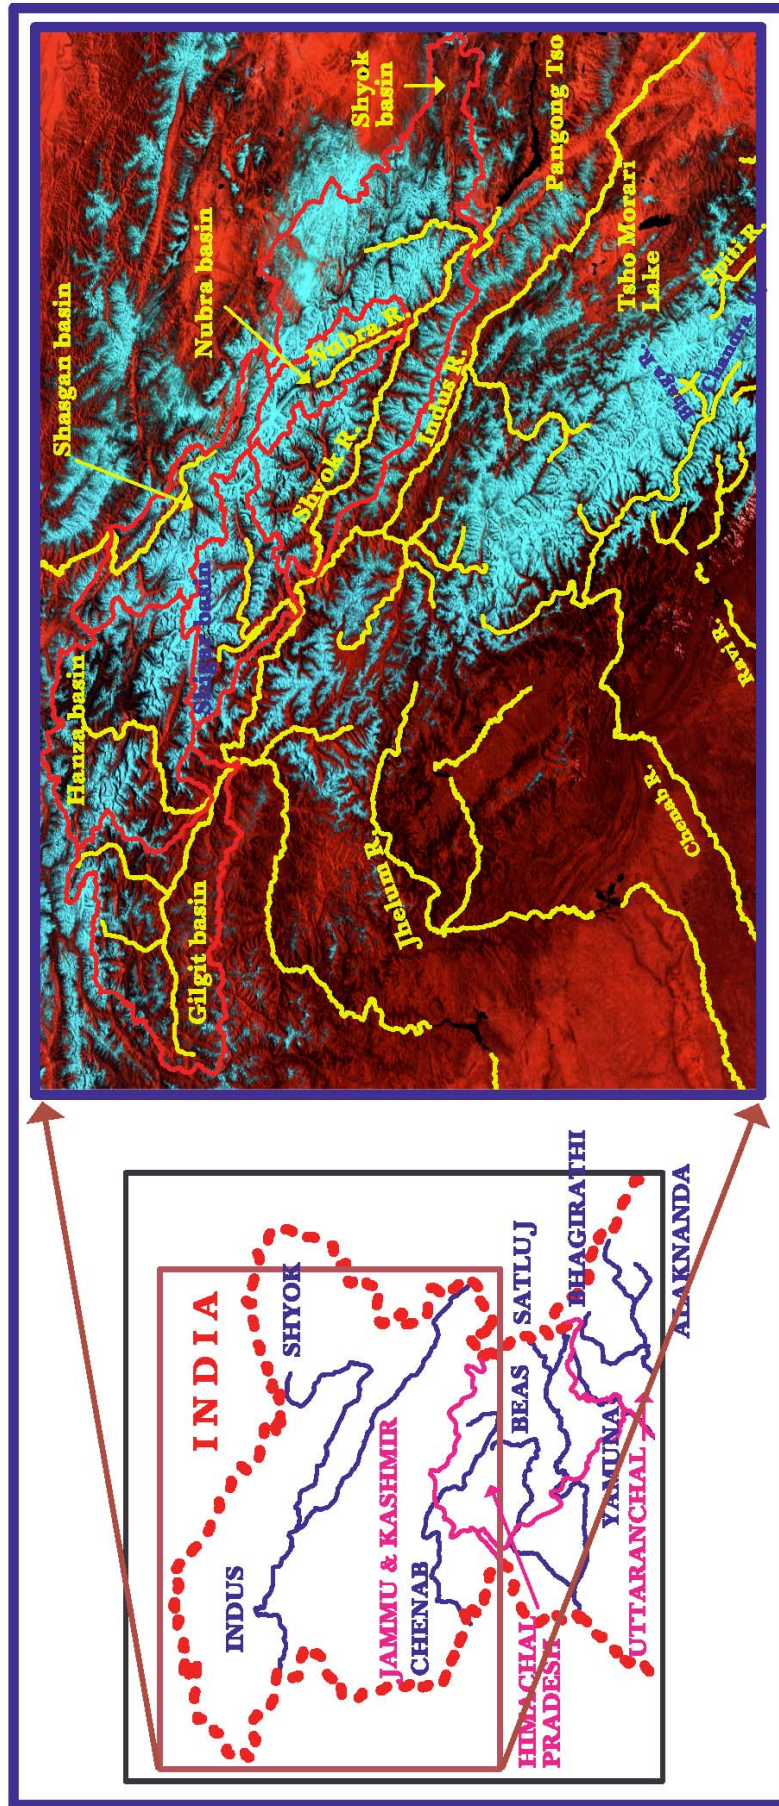 INDIA
SHYOK
INDUS
JAMMU & KASHMIR
CHENAB
BEAS
SATLUJ
HIMACHAL
PRADESH
BHAGIRATHI
YAMUNA
UTTARANCHAL
ALAKNANDA
Shasgan basin
Nubra basin
Shyok
basin
Hanza basin
Shigar basin
Gilgit basin
Nubra R.
Shyok R.
Indus R.
Pangong Tso
Tsho Morari
Lake
Spiti R.
Bhaga R.
Chandra
Jhelum R.
Chenab R.
Ravi R.